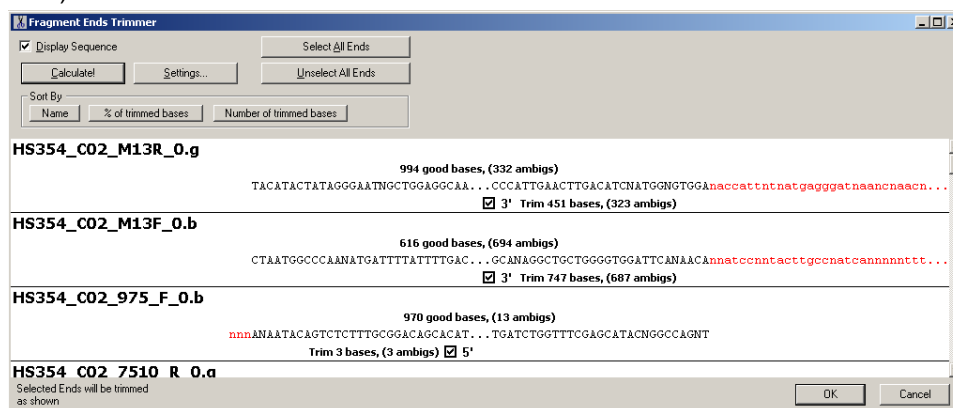 Fragment Ends Trimmer
Display Sequence
Select All Ends
Calculate!
Settings...
Unselect All Ends
Sort By
Name
% of trimmed bases
Number of trimmed bases
HS354_C02_M13R_0.g
994 good bases, (332 ambigs)
TACATACTATAGGGAATNGCTGGAGGCAA...CCCATTGAACTTGACATCNATGGNGTGGAnaccattntnatgagggatnaancnaacn...
3' Trim 451 bases, (323 ambigs)
HS354_C02_M13F_0.b
616 good bases, (694 ambigs)
CTAATGGCCCAANATGATTTTATTTTGAC...GCANAGGCTGCTGGGGTGGATTCANAACAnnatccnntacttgccnatcannnnnttt...
3' Trim 747 bases, (687 ambigs)
HS354_C02_975_F_0.b
970 good bases, (13 ambigs)
nnnANAATACAGTCTCTTTGCGGACAGCACAT...TGATCTGGTTTCGAGCATACNGGCCAGNT
Trim 3 bases, (3 ambigs) 5'
HS354_C02_7510_R_0.g
Selected Ends will be trimmed
as shown
OK
Cancel